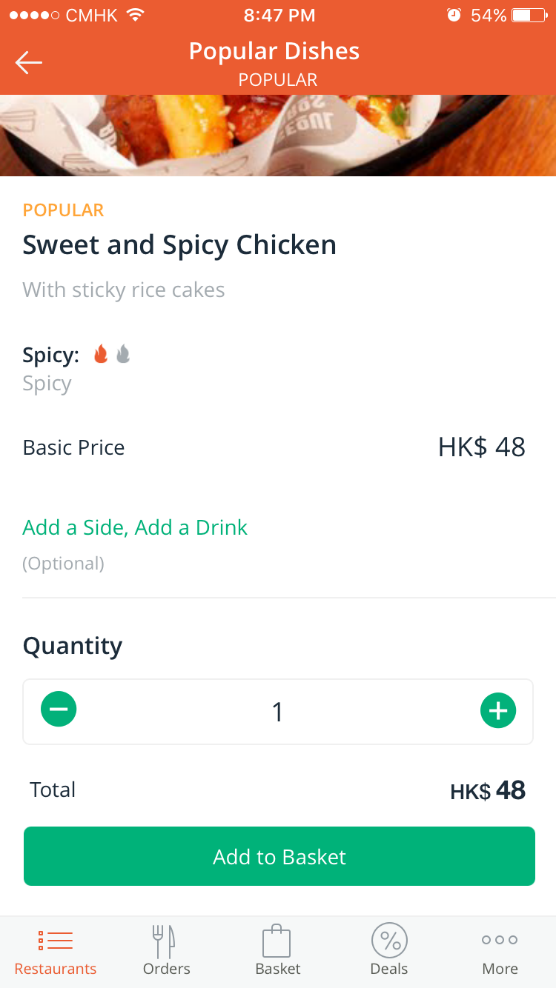 CMHK 8:47 PM 54%
Popular Dishes
POPULAR
POPULAR
Sweet and Spicy Chicken
With sticky rice cakes
Spicy:
Spicy
Basic Price HK$ 48
Add a Side, Add a Drink
(Optional)
Quantity
1
Total HK$ 48
Add to Basket
Restaurants Orders Basket Deals More